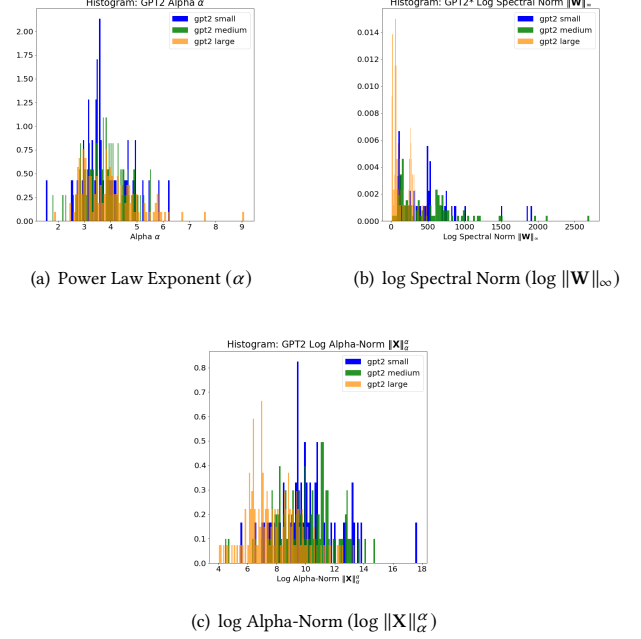 Histogram: GPT2 Alpha α
gpt2 small
gpt2 medium
gpt2 large
2.00
1.75
1.50
1.25
1.00
0.75
0.50
0.25
0.00
2 3 4 5 6 7 8 9
Alpha α
(a) Power Law Exponent (α)
Histogram: GPT2* Log Spectral Norm ‖W‖∞
gpt2 small
gpt2 medium
gpt2 large
0.014
0.012
0.010
0.008
0.006
0.004
0.002
0.000
0 500 1000 1500 2000 2500
Log Spectral Norm ‖W‖∞
(b) log Spectral Norm (log ‖W‖∞)
Histogram: GPT2 Log Alpha-Norm ‖X‖αα
gpt2 small
gpt2 medium
gpt2 large
0.8
0.7
0.6
0.5
0.4
0.3
0.2
0.1
0.0
4 6 8 10 12 14 16 18
Log Alpha-Norm ‖X‖αα
(c) log Alpha-Norm (log ‖X‖αα)